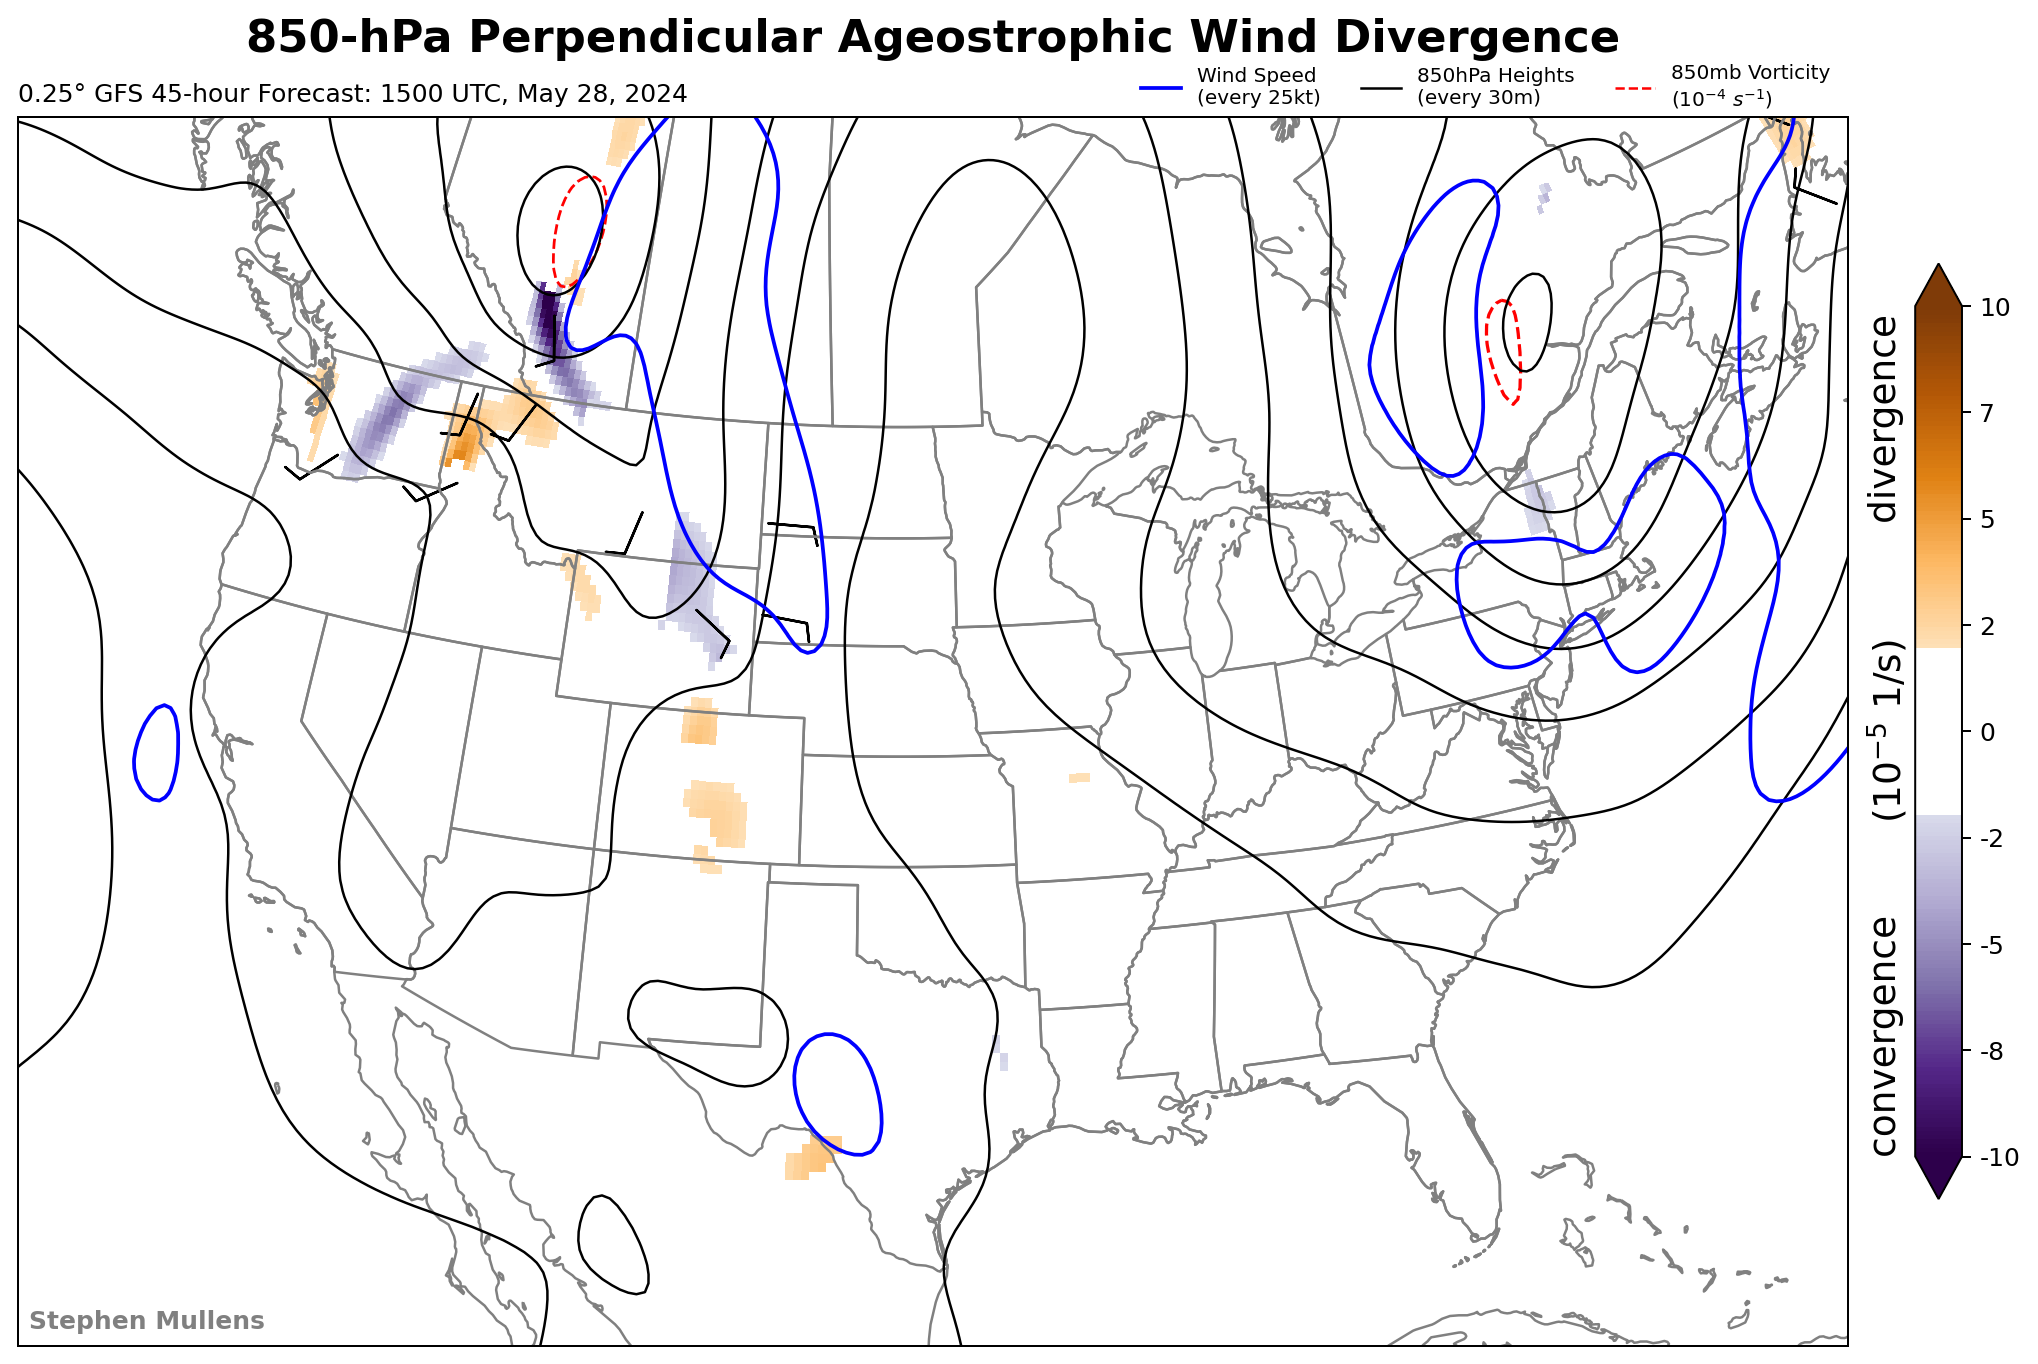 850-hPa Perpendicular Ageostrophic Wind Divergence
0.25° GFS 45-hour Forecast: 1500 UTC, May 28, 2024
Wind Speed
(every 25kt)
850hPa Heights
(every 30m)
850mb Vorticity
(10⁻⁴ s⁻¹)
10
7
5
2
0
-2
-5
-8
-10
convergence (10⁻⁵ 1/s) divergence
Stephen Mullens